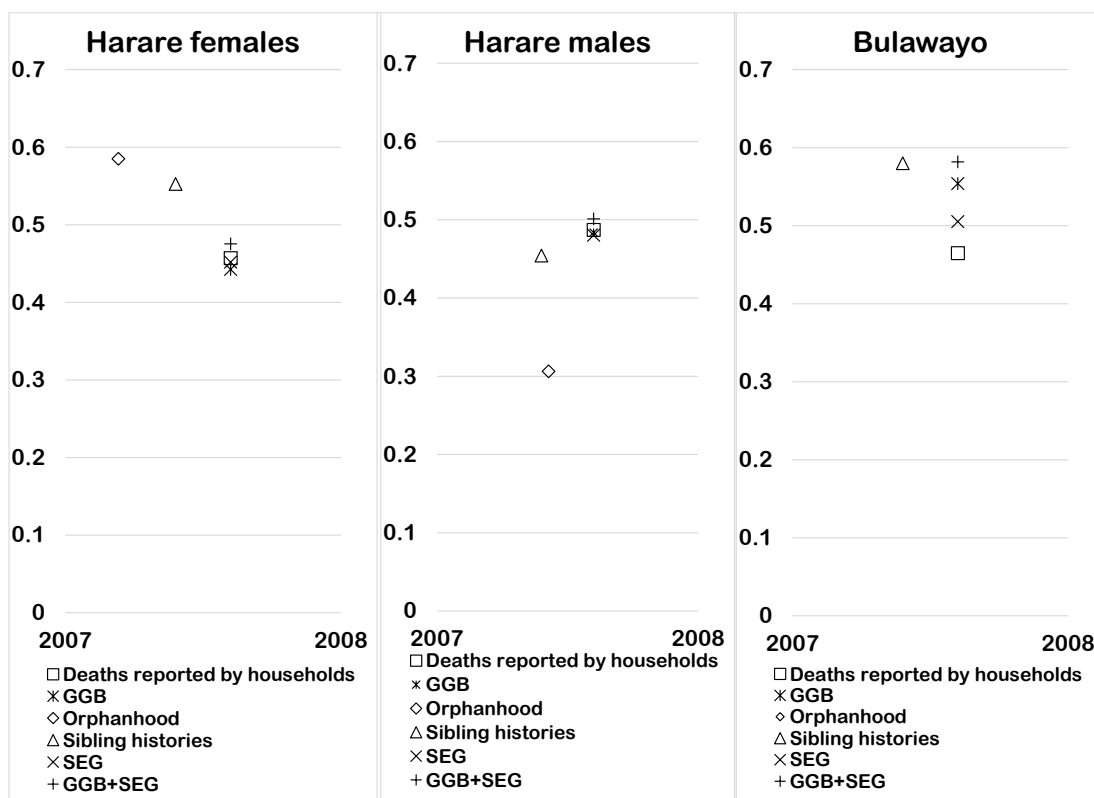 Harare females
0.7
0.6
0.5
0.4
0.3
0.2
0.1
0
2007 2008
Deaths reported by households
GGB
Orphanhood
Sibling histories
SEG
GGB+SEG
Harare males
0.7
0.6
0.5
0.4
0.3
0.2
0.1
0
2007 2008
Deaths reported by households
GGB
Orphanhood
Sibling histories
SEG
GGB+SEG
Bulawayo
0.7
0.6
0.5
0.4
0.3
0.2
0.1
0
2007 2008
Deaths reported by households
GGB
Orphanhood
Sibling histories
SEG
GGB+SEG